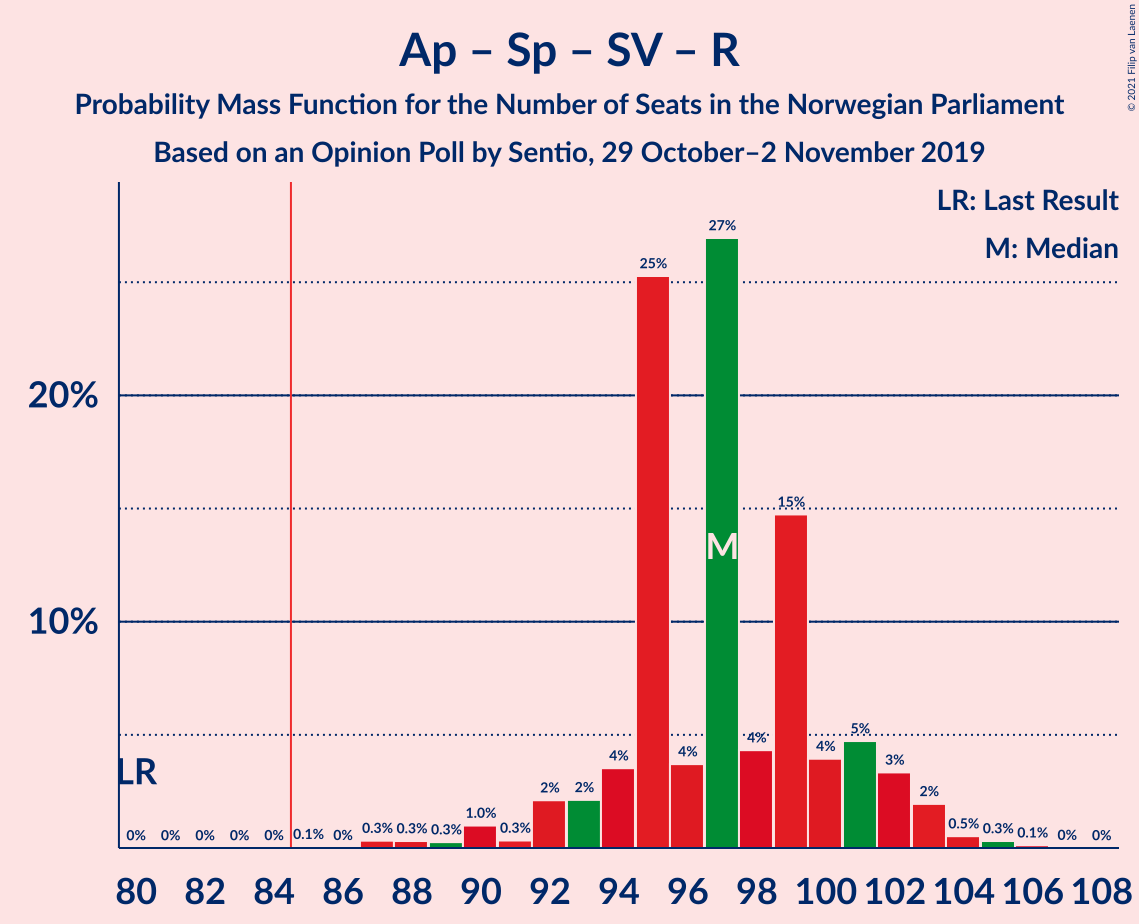 Ap – Sp – SV – R
Probability Mass Function for the Number of Seats in the Norwegian Parliament
Based on an Opinion Poll by Sentio, 29 October–2 November 2019
© 2021 Filip van Laenen
LR: Last Result
M: Median
27%
25%
20%
15%
M
10%
5%
4%
4%
4%
4%
3%
LR
2%
2%
2%
1.0%
0% 0% 0% 0% 0% 0.1% 0% 0.3% 0.3% 0.3% 0.3% 0.5% 0.3% 0.1% 0% 0%
80 82 84 86 88 90 92 94 96 98 100 102 104 106 108